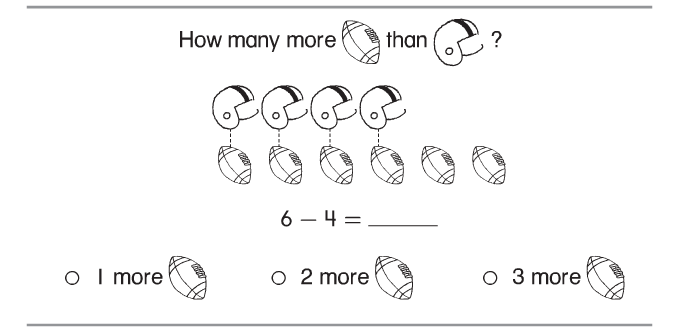 How many more than ?
6 – 4 = ______
1 more 2 more 3 more